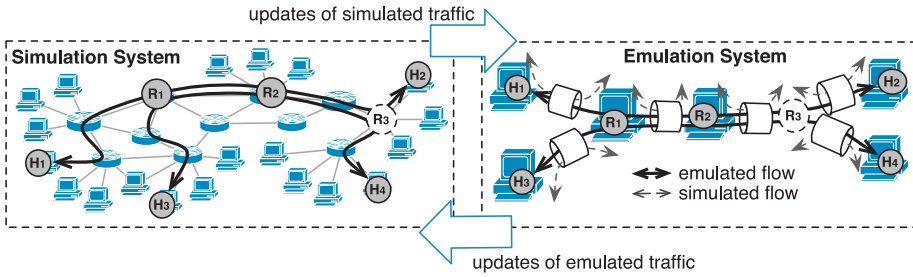 updates of simulated traffic
Simulation System
Emulation System
R1
R2
R3
H2
H1
H3
H4
H1
R1
R2
R3
H2
H3
H4
emulated flow
simulated flow
updates of emulated traffic